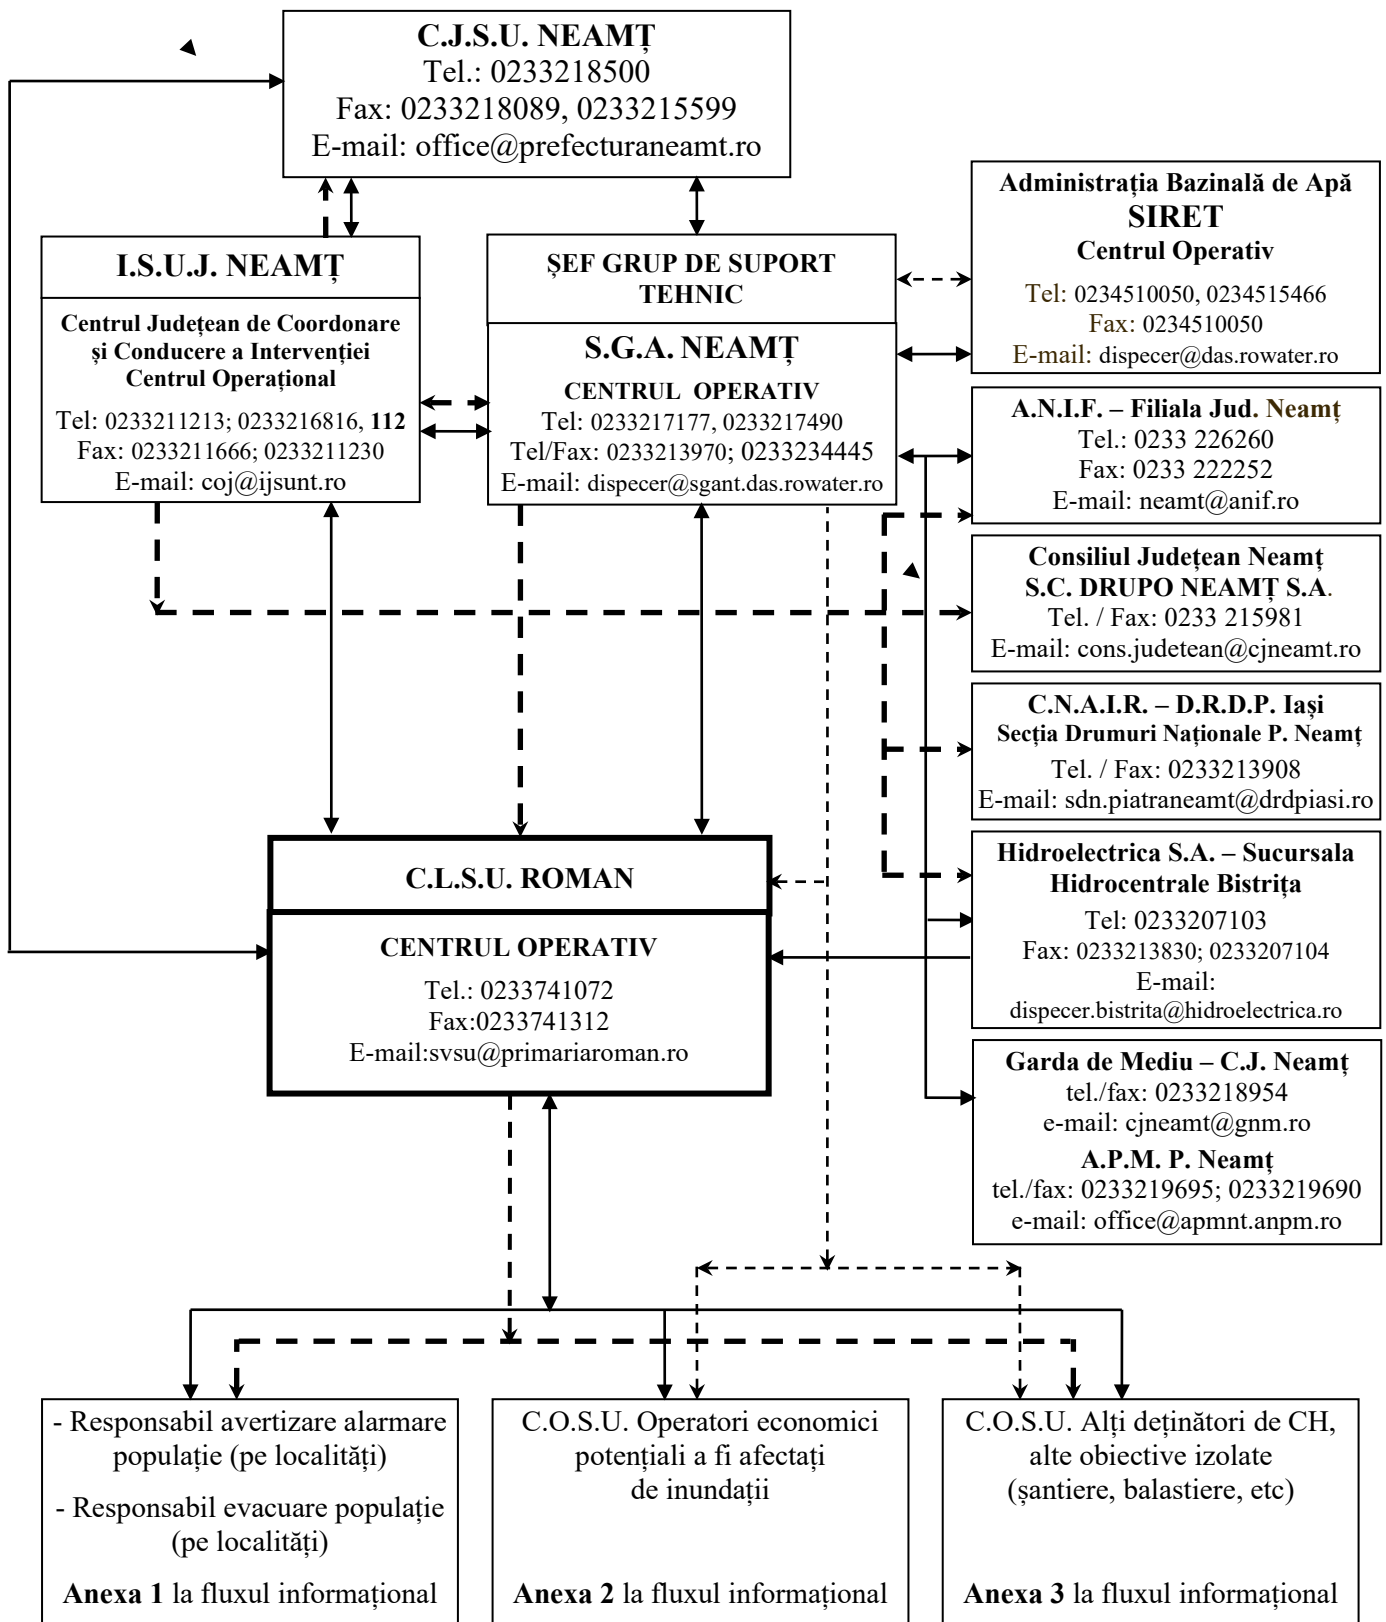 C.J.S.U. NEAMȚ
Tel.: 0233218500
Fax: 0233218089, 0233215599
E-mail: office@prefecturaneamt.ro
I.S.U.J. NEAMȚ
Centrul Județean de Coordonare
și Conducere a Intervenției
Centrul Operațional
Tel: 0233211213; 0233216816, 112
Fax: 0233211666; 0233211230
E-mail: coj@ijsunt.ro
ȘEF GRUP DE SUPORT
TEHNIC
S.G.A. NEAMȚ
CENTRUL OPERATIV
Tel: 0233217177, 0233217490
Tel/Fax: 0233213970; 0233234445
E-mail: dispecer@sgant.das.rowater.ro
Administrația Bazinală de Apă
SIRET
Centrul Operativ
Tel: 0234510050, 0234515466
Fax: 0234510050
E-mail: dispecer@das.rowater.ro
A.N.I.F. – Filiala Jud. Neamț
Tel.: 0233 226260
Fax: 0233 222252
E-mail: neamt@anif.ro
Consiliul Județean Neamț
S.C. DRUPO NEAMȚ S.A.
Tel. / Fax: 0233 215981
E-mail: cons.judetean@cjneamt.ro
C.N.A.I.R. – D.R.D.P. Iași
Secția Drumuri Naționale P. Neamț
Tel. / Fax: 0233213908
E-mail: sdn.piatraneamt@drdpiasi.ro
Hidroelectrica S.A. – Sucursala
Hidrocentrale Bistrița
Tel: 0233207103
Fax: 0233213830; 0233207104
E-mail:
dispecer.bistrita@hidroelectrica.ro
Garda de Mediu – C.J. Neamț
tel./fax: 0233218954
e-mail: cjneamt@gnm.ro
A.P.M. P. Neamț
tel./fax: 0233219695; 0233219690
e-mail: office@apmnt.anpm.ro
C.L.S.U. ROMAN
CENTRUL OPERATIV
Tel.: 0233741072
Fax:0233741312
E-mail:svsu@primariaroman.ro
- Responsabil avertizare alarmare
populație (pe localități)
- Responsabil evacuare populație
(pe localități)
Anexa 1 la fluxul informațional
C.O.S.U. Operatori economici
potențiali a fi afectați
de inundații
Anexa 2 la fluxul informațional
C.O.S.U. Alți deținători de CH,
alte obiective izolate
(șantiere, balastiere, etc)
Anexa 3 la fluxul informațional